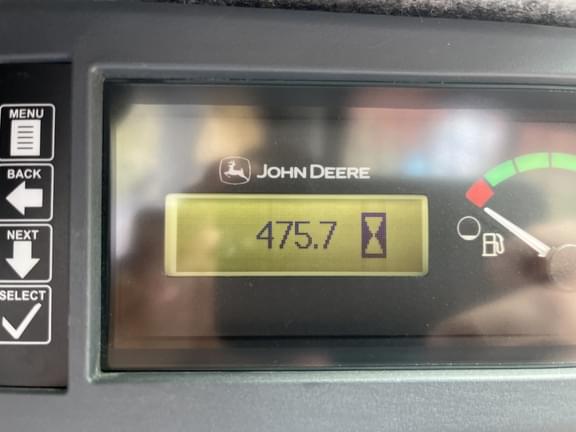 MENU
BACK
NEXT
SELECT
JOHN DEERE
475.7